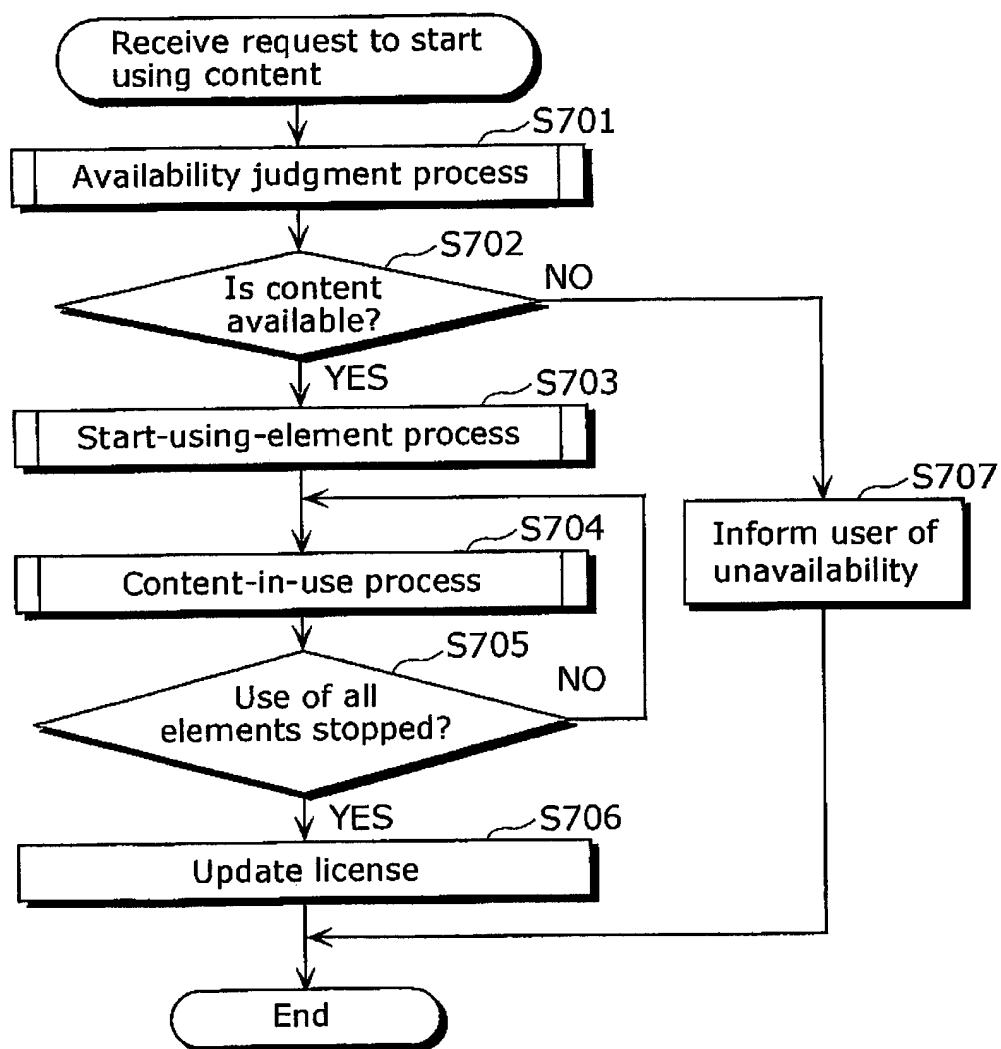 Receive request to start
using content
S701
Availability judgment process
S702
Is content
available?
NO
YES
S703
Start-using-element process
S707
Inform user of
unavailability
S704
Content-in-use process
S705
Use of all
elements stopped?
NO
YES
S706
Update license
End